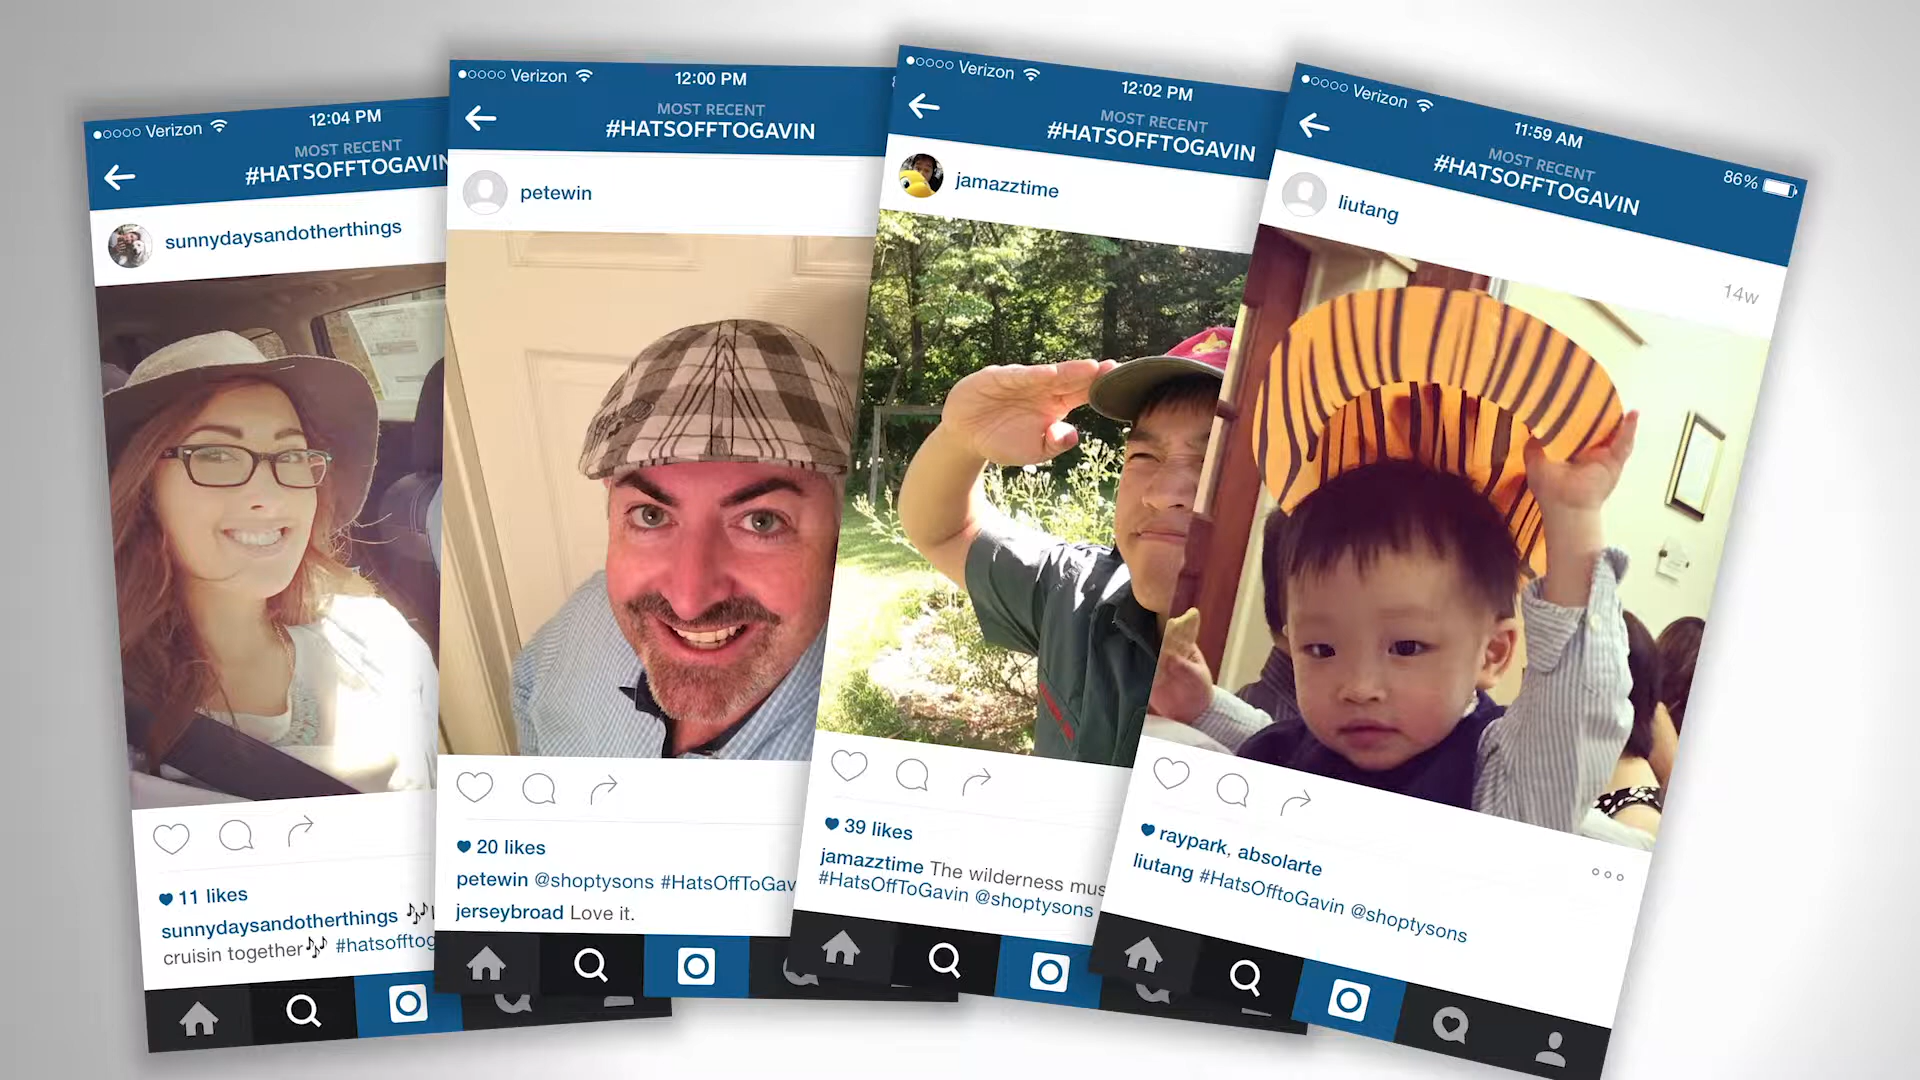 Verizon
12:04 PM
MOST RECENT
#HATSOFFTOGAVIN
sunnydaysandotherthings
11 likes
sunnydaysandotherthings
cruisin together #hatsofftog
Verizon
12:00 PM
MOST RECENT
#HATSOFFTOGAVIN
petewin
20 likes
petewin @shoptysons #HatsOffToGav
jerseybroad Love it.
Verizon
12:02 PM
MOST RECENT
#HATSOFFTOGAVIN
jamazztime
39 likes
jamazztime The wilderness mus
#HatsOffToGavin @shoptysons
Verizon
11:59 AM
86%
MOST RECENT
#HATSOFFTOGAVIN
liutang
14w
raypark, absolarte
liutang #HatsOfftoGavin @shoptysons